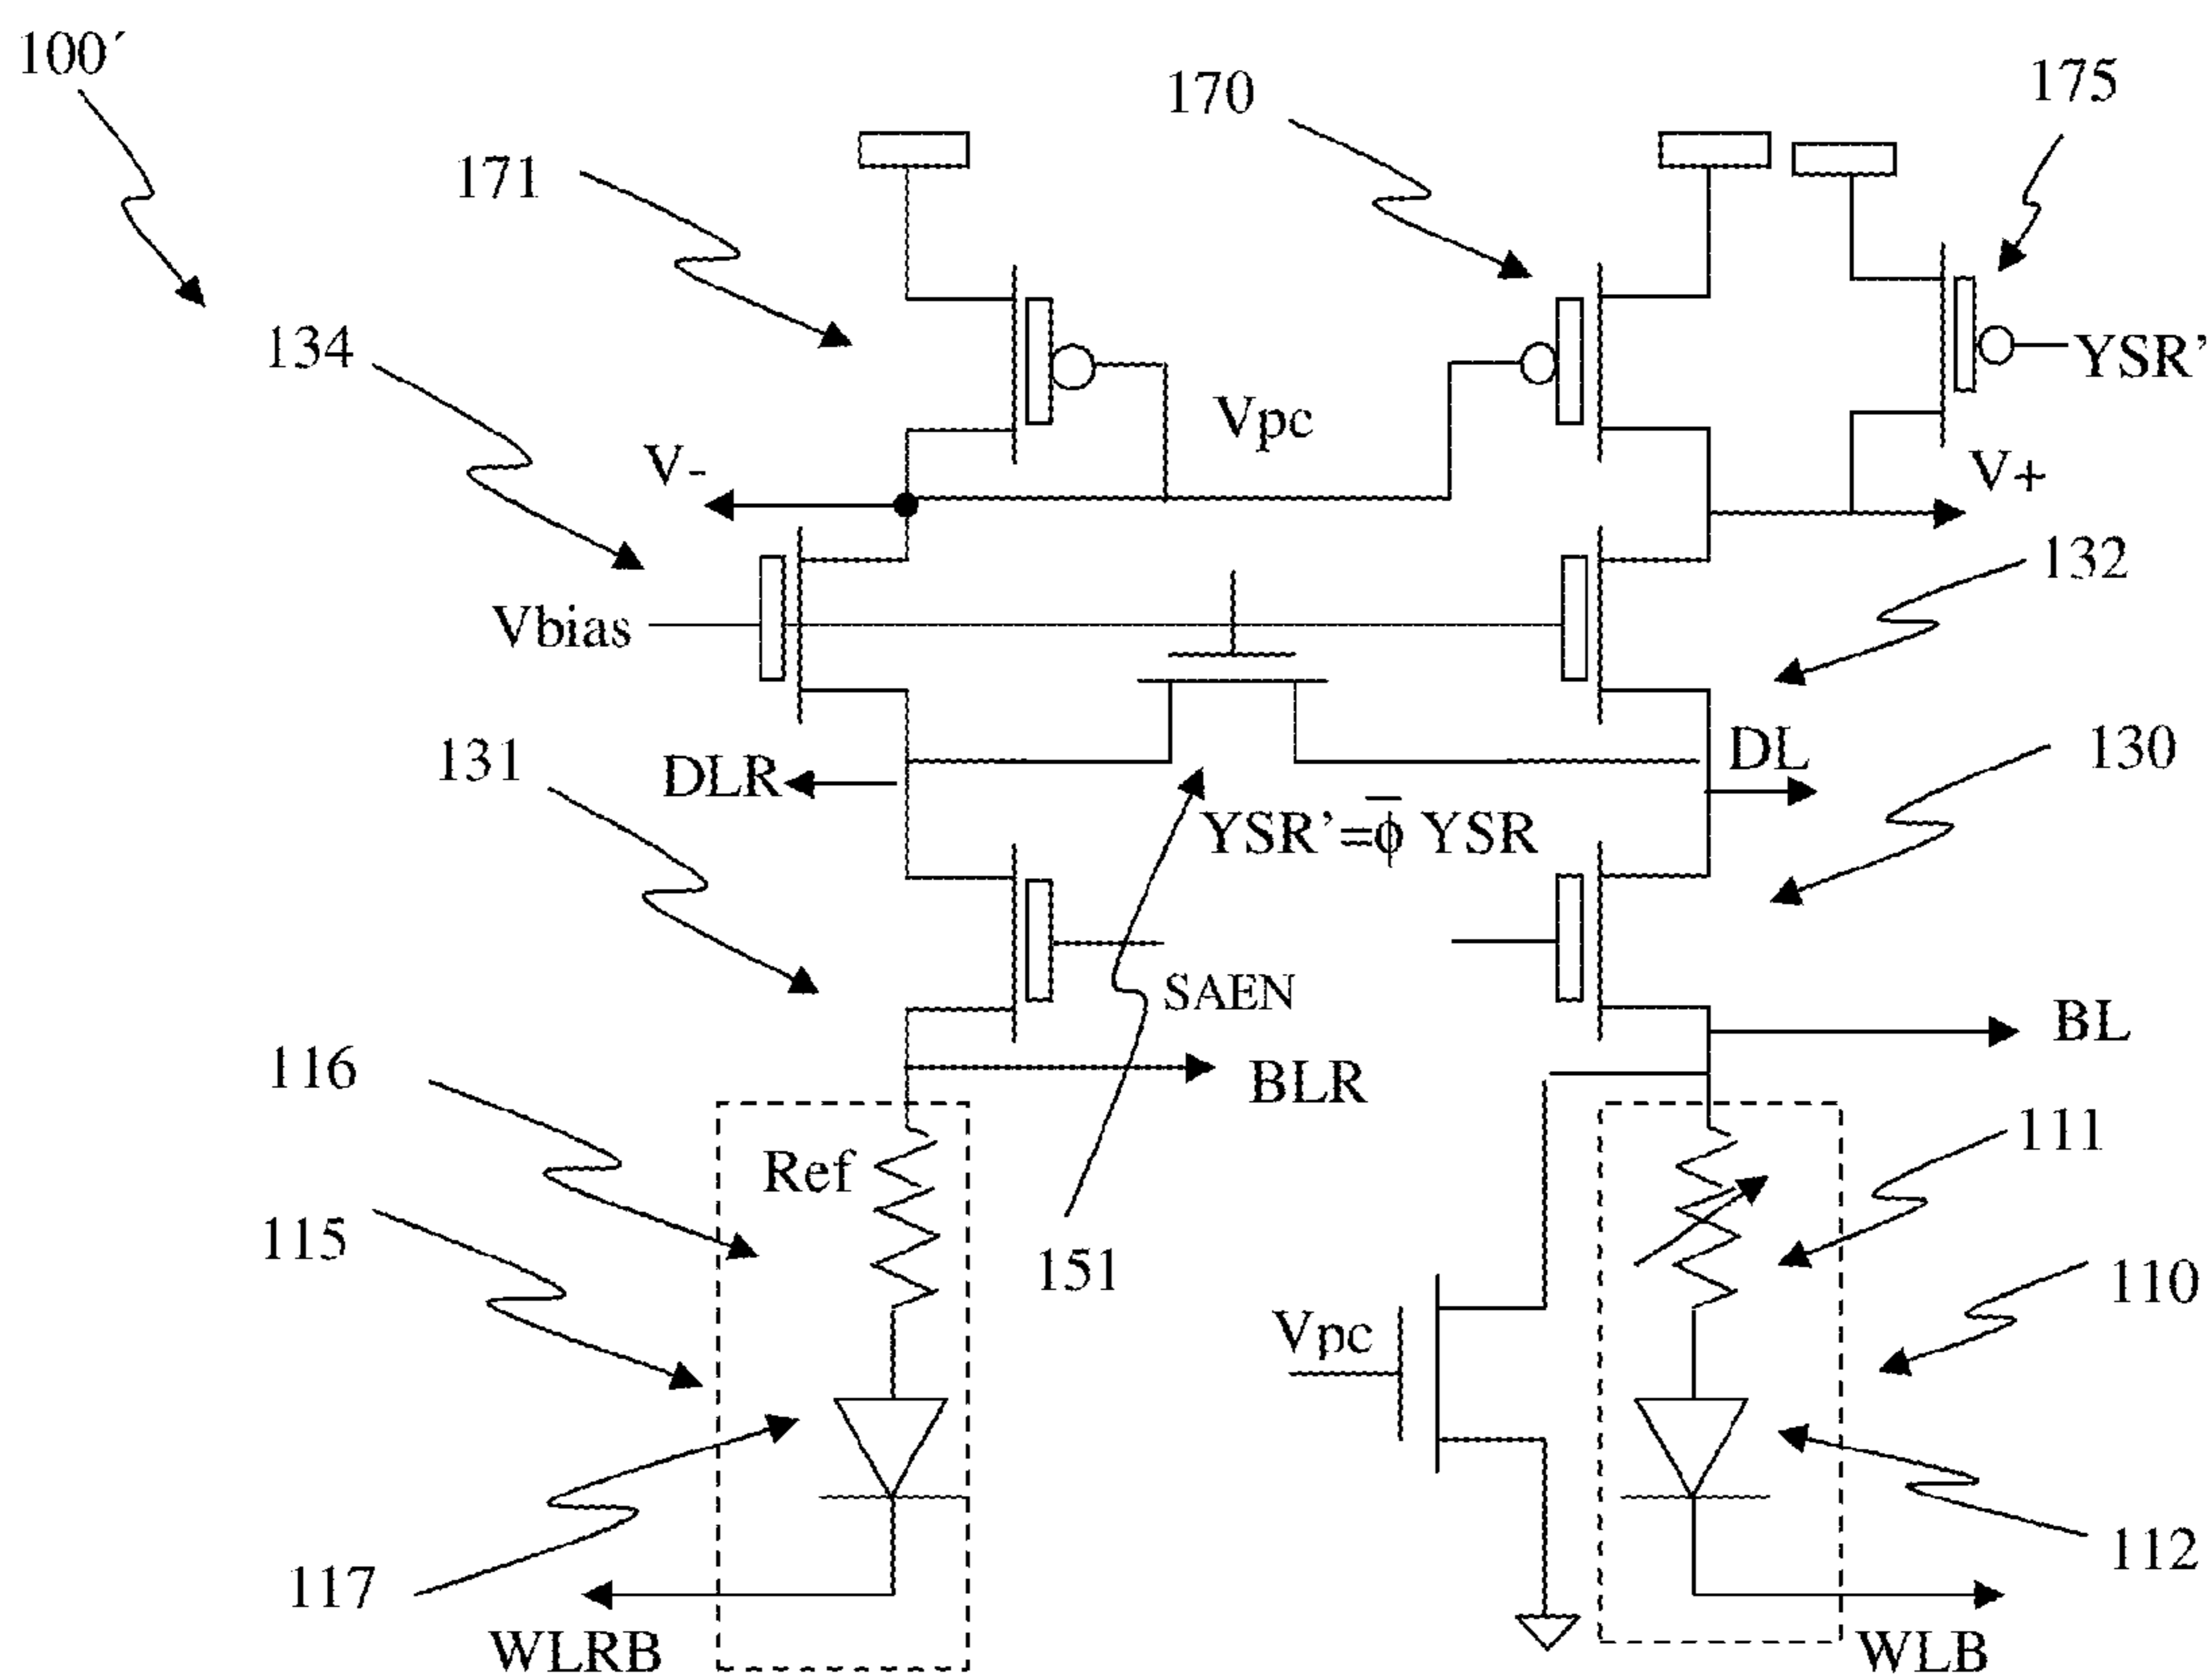 100´
170
175
171
134
YSR’
Vpc
V-
V+
132
Vbias
131
DLR
DL
130
YSR’=φ̅ YSR
SAEN
BL
116
BLR
111
Ref
115
151
110
Vpc
117
112
WLRB
WLB